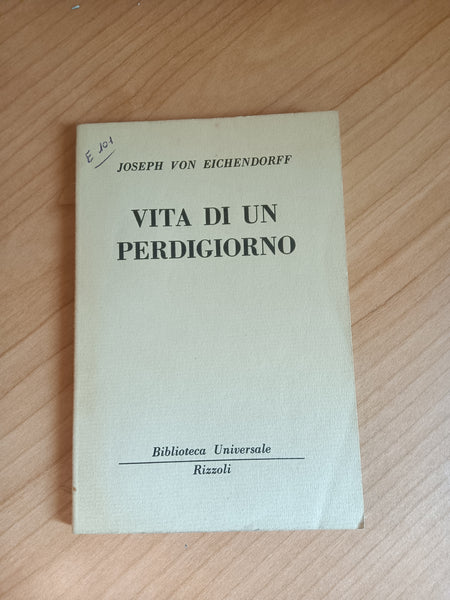 E 101
JOSEPH VON EICHENDORFF
VITA DI UN
PERDIGIORNO
Biblioteca Universale
Rizzoli